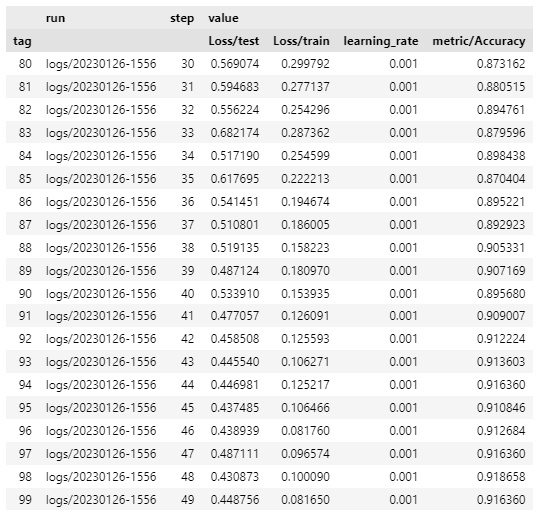 run step value
tag Loss/test Loss/train learning_rate metric/Accuracy
80 logs/20230126-1556 30 0.569074 0.299792 0.001 0.873162
81 logs/20230126-1556 31 0.594683 0.277137 0.001 0.880515
82 logs/20230126-1556 32 0.556224 0.254296 0.001 0.894761
83 logs/20230126-1556 33 0.682174 0.287362 0.001 0.879596
84 logs/20230126-1556 34 0.517190 0.254599 0.001 0.898438
85 logs/20230126-1556 35 0.617695 0.222213 0.001 0.870404
86 logs/20230126-1556 36 0.541451 0.194674 0.001 0.895221
87 logs/20230126-1556 37 0.510801 0.186005 0.001 0.892923
88 logs/20230126-1556 38 0.519135 0.158223 0.001 0.905331
89 logs/20230126-1556 39 0.487124 0.180970 0.001 0.907169
90 logs/20230126-1556 40 0.533910 0.153935 0.001 0.895680
91 logs/20230126-1556 41 0.477057 0.126091 0.001 0.909007
92 logs/20230126-1556 42 0.458508 0.125593 0.001 0.912224
93 logs/20230126-1556 43 0.445540 0.106271 0.001 0.913603
94 logs/20230126-1556 44 0.446981 0.125217 0.001 0.916360
95 logs/20230126-1556 45 0.437485 0.106466 0.001 0.910846
96 logs/20230126-1556 46 0.438939 0.081760 0.001 0.912684
97 logs/20230126-1556 47 0.487111 0.096574 0.001 0.916360
98 logs/20230126-1556 48 0.430873 0.100090 0.001 0.918658
99 logs/20230126-1556 49 0.448756 0.081650 0.001 0.916360